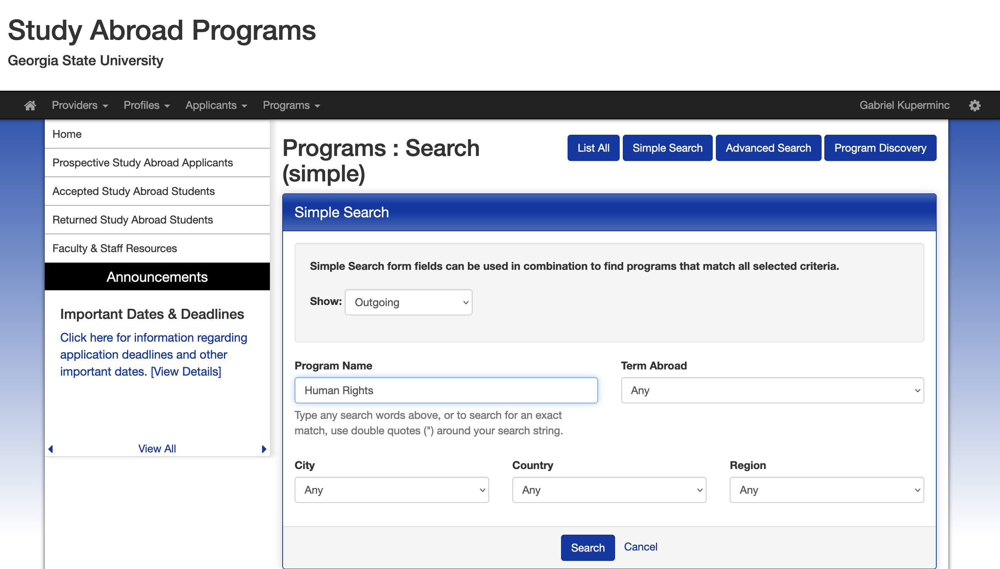 Study Abroad Programs
Georgia State University
Providers Profiles Applicants Programs Gabriel Kuperminc
Home
Prospective Study Abroad Applicants
Accepted Study Abroad Students
Returned Study Abroad Students
Faculty & Staff Resources
Announcements
Important Dates & Deadlines
Click here for information regarding
application deadlines and other
important dates. [View Details]
View All
Programs : Search
(simple)
List All Simple Search Advanced Search Program Discovery
Simple Search
Simple Search form fields can be used in combination to find programs that match all selected criteria.
Show: Outgoing
Program Name
Human Rights
Type any search words above, or to search for an exact
match, use double quotes (") around your search string.
Term Abroad
Any
City
Any
Country
Any
Region
Any
Search Cancel